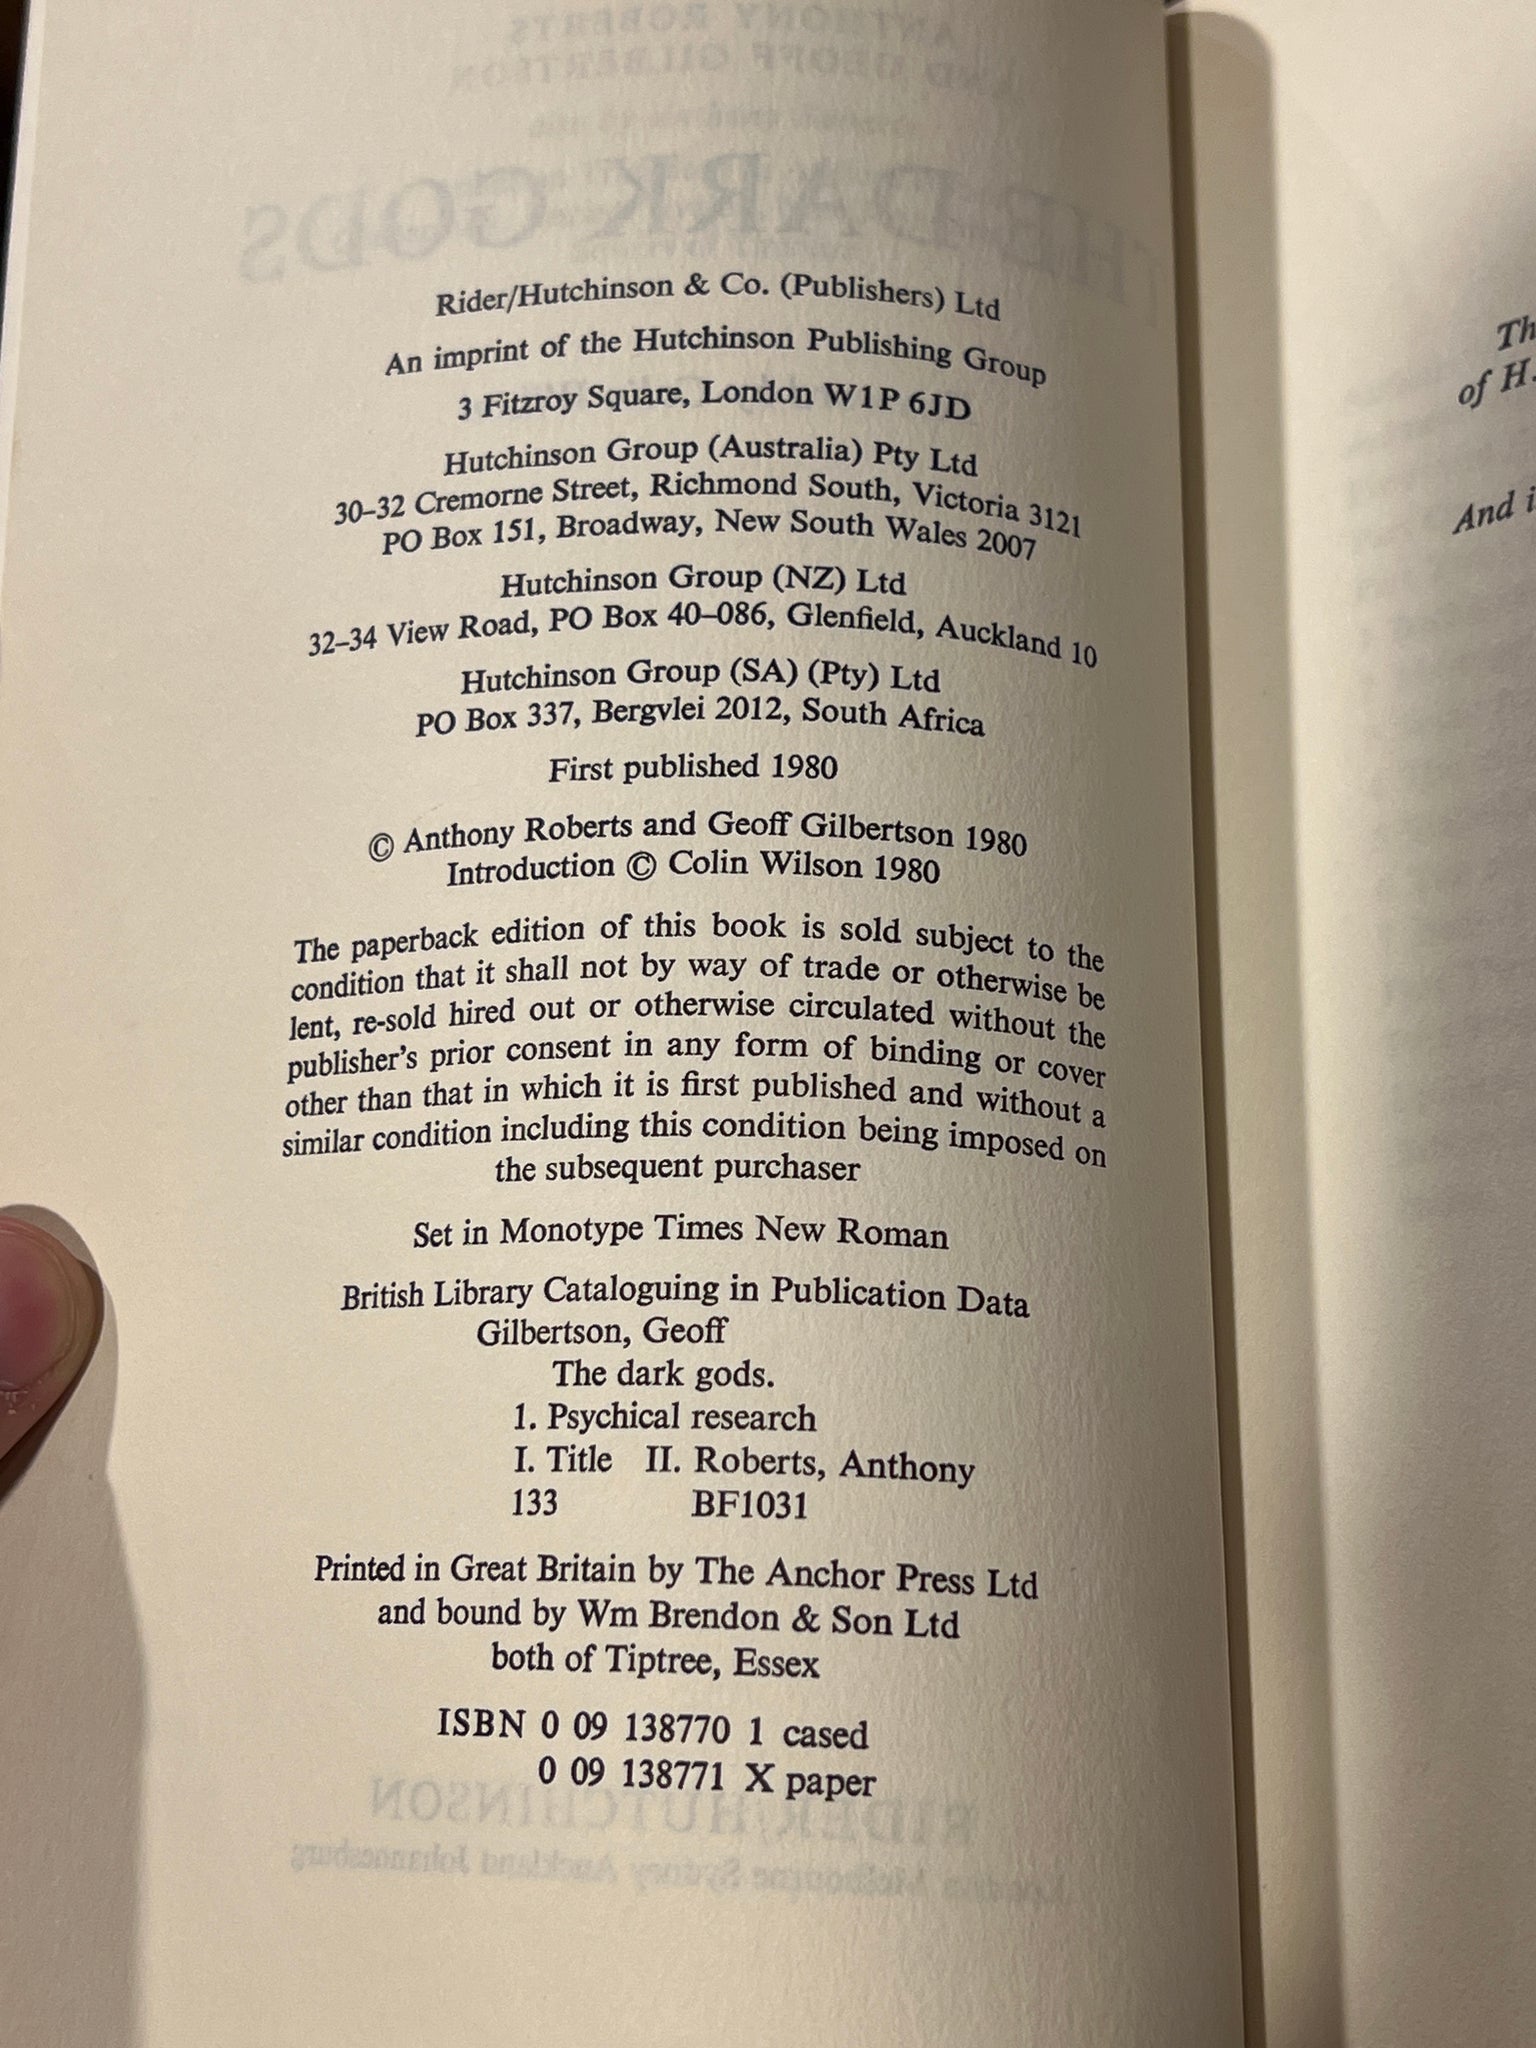 Rider/Hutchinson & Co. (Publishers) Ltd
An imprint of the Hutchinson Publishing Group
3 Fitzroy Square, London W1P 6JD
Hutchinson Group (Australia) Pty Ltd
30–32 Cremorne Street, Richmond South, Victoria 3121
PO Box 151, Broadway, New South Wales 2007
Hutchinson Group (NZ) Ltd
32–34 View Road, PO Box 40–086, Glenfield, Auckland 10
Hutchinson Group (SA) (Pty) Ltd
PO Box 337, Bergvlei 2012, South Africa
First published 1980
© Anthony Roberts and Geoff Gilbertson 1980
Introduction © Colin Wilson 1980
The paperback edition of this book is sold subject to the
condition that it shall not by way of trade or otherwise be
lent, re-sold hired out or otherwise circulated without the
publisher's prior consent in any form of binding or cover
other than that in which it is first published and without a
similar condition including this condition being imposed on
the subsequent purchaser
Set in Monotype Times New Roman
British Library Cataloguing in Publication Data
Gilbertson, Geoff
The dark gods.
1. Psychical research
I. Title II. Roberts, Anthony
133 BF1031
Printed in Great Britain by The Anchor Press Ltd
and bound by Wm Brendon & Son Ltd
both of Tiptree, Essex
ISBN 0 09 138770 1 cased
0 09 138771 X paper
of H.
And